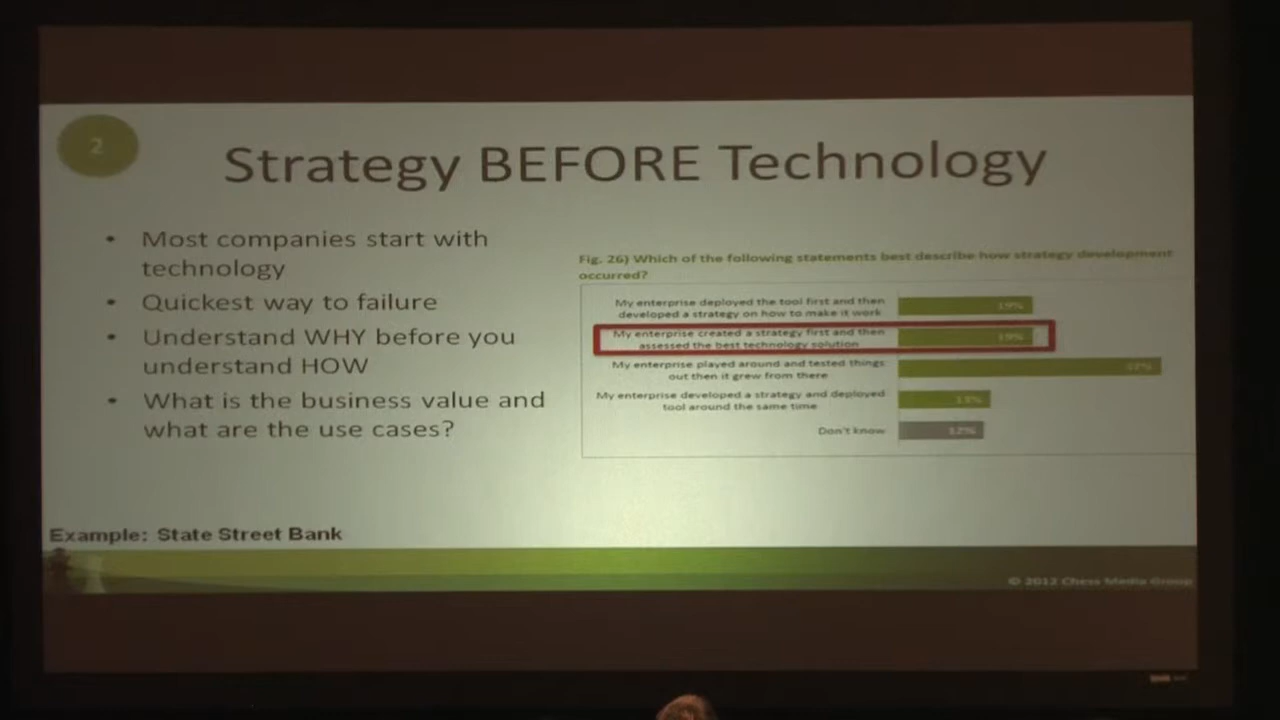 2
Strategy BEFORE Technology
• Most companies start with
technology
• Quickest way to failure
• Understand WHY before you
understand HOW
• What is the business value and
what are the use cases?
Example: State Street Bank
Fig. 26) Which of the following statements best describe how strategy development
occurred?
My enterprise deployed the tool first and then
developed a strategy on how to make it work
19%
My enterprise created a strategy first and then
assessed the best technology solution
19%
My enterprise played around and tested things
out then it grew from there
My enterprise developed a strategy and deployed
tool around the same time
13%
Don't know
12%
© 2012 Chess Media Group